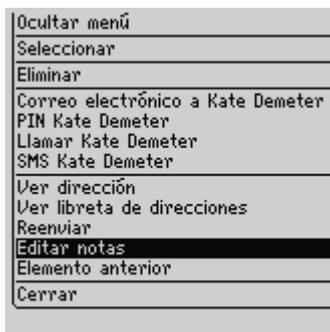 Ocultar menú
Seleccionar
Eliminar
Correo electrónico a Kate Demeter
PIN Kate Demeter
Llamar Kate Demeter
SMS Kate Demeter
Ver dirección
Ver libreta de direcciones
Reenviar
Editar notas
Elemento anterior
Cerrar